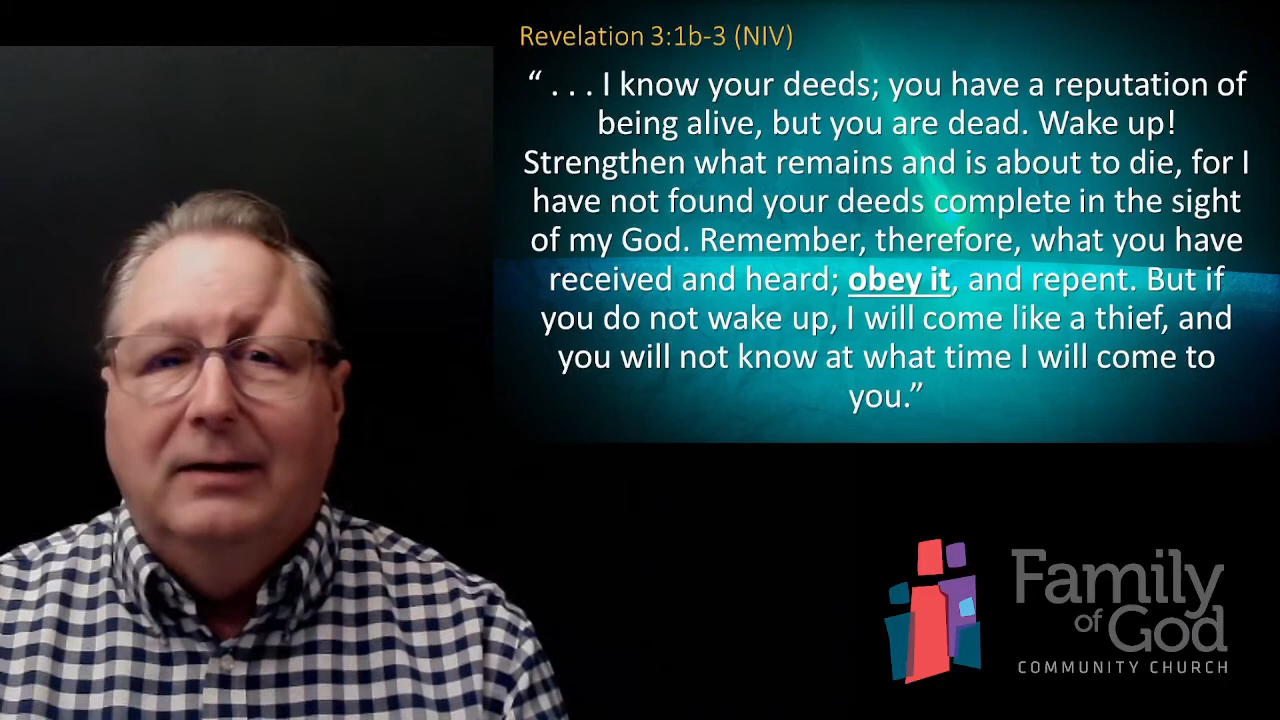 Revelation 3:1b-3 (NIV)
“ . . . I know your deeds; you have a reputation of
being alive, but you are dead. Wake up!
Strengthen what remains and is about to die, for I
have not found your deeds complete in the sight
of my God. Remember, therefore, what you have
received and heard; obey it, and repent. But if
you do not wake up, I will come like a thief, and
you will not know at what time I will come to
you.”
Family
of God
COMMUNITY CHURCH